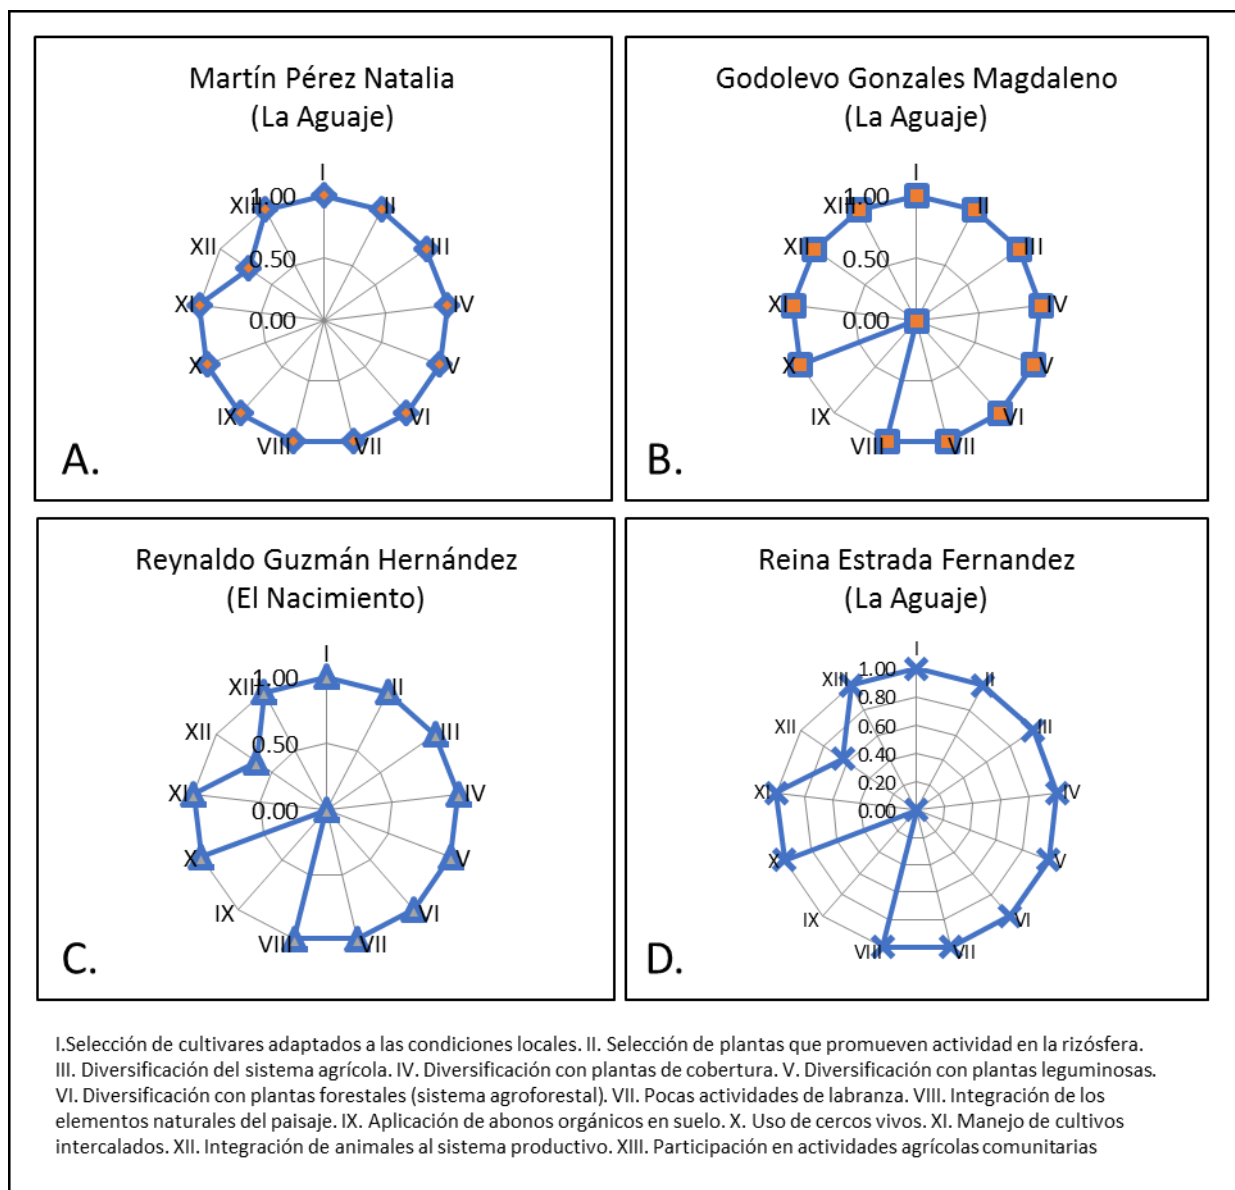 Martín Pérez Natalia
(La Aguaje)
I
II
III
IV
V
VI
VII
VIII
IX
X
XI
XII
XIII
1.00
0.50
0.00
A.
Godolevo Gonzales Magdaleno
(La Aguaje)
I
II
III
IV
V
VI
VII
VIII
IX
X
XI
XII
XIII
1.00
0.50
0.00
B.
Reynaldo Guzmán Hernández
(El Nacimiento)
I
II
III
IV
V
VI
VII
VIII
IX
X
XI
XII
XIII
1.00
0.50
0.00
C.
Reina Estrada Fernandez
(La Aguaje)
I
II
III
IV
V
VI
VII
VIII
IX
X
XI
XII
XIII
1.00
0.80
0.60
0.40
0.20
0.00
D.
I.Selección de cultivares adaptados a las condiciones locales. II. Selección de plantas que promueven actividad en la rizósfera.
III. Diversificación del sistema agrícola. IV. Diversificación con plantas de cobertura. V. Diversificación con plantas leguminosas.
VI. Diversificación con plantas forestales (sistema agroforestal). VII. Pocas actividades de labranza. VIII. Integración de los
elementos naturales del paisaje. IX. Aplicación de abonos orgánicos en suelo. X. Uso de cercos vivos. XI. Manejo de cultivos
intercalados. XII. Integración de animales al sistema productivo. XIII. Participación en actividades agrícolas comunitarias